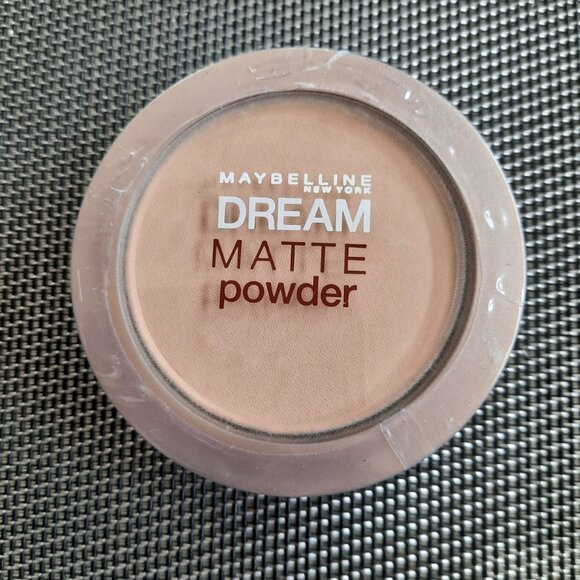 MAYBELLINE
NEW YORK
DREAM
MATTE
powder